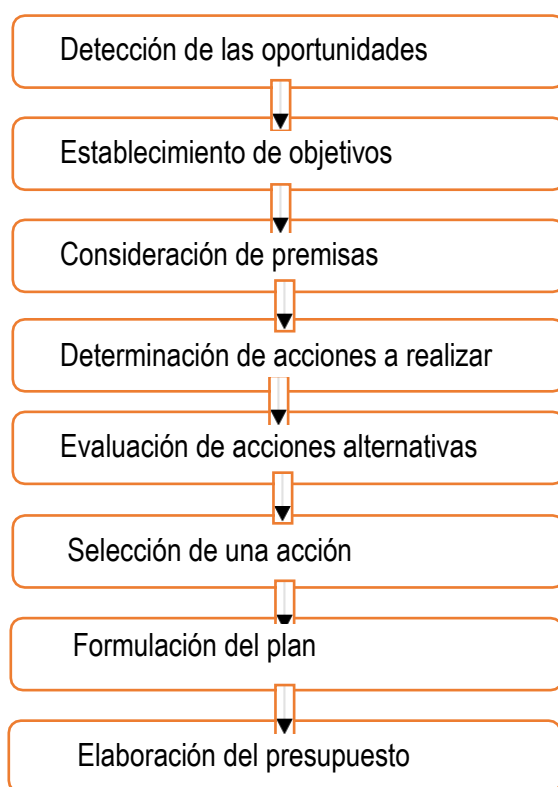 Detección de las oportunidades
Establecimiento de objetivos
Consideración de premisas
Determinación de acciones a realizar
Evaluación de acciones alternativas
Selección de una acción
Formulación del plan
Elaboración del presupuesto